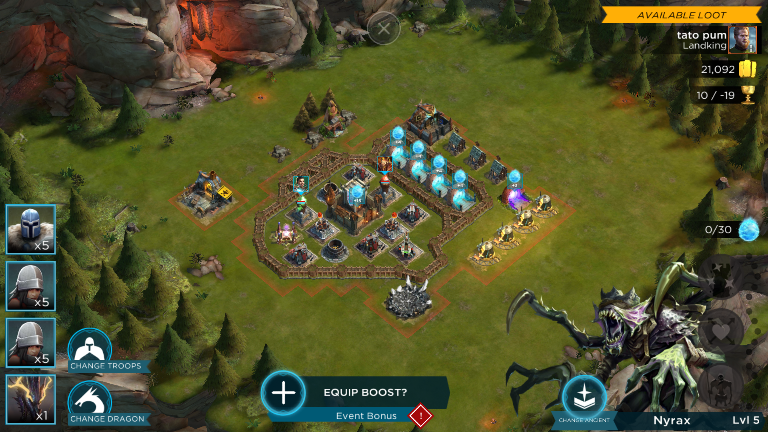 AVAILABLE LOOT
tato pum
Landking
21,092
10 / -19
0/30
x5
x5
x5
x1
CHANGE TROOPS
CHANGE DRAGON
EQUIP BOOST?
Event Bonus !
CHANGE ANCIENT
Nyrax Lvl 5